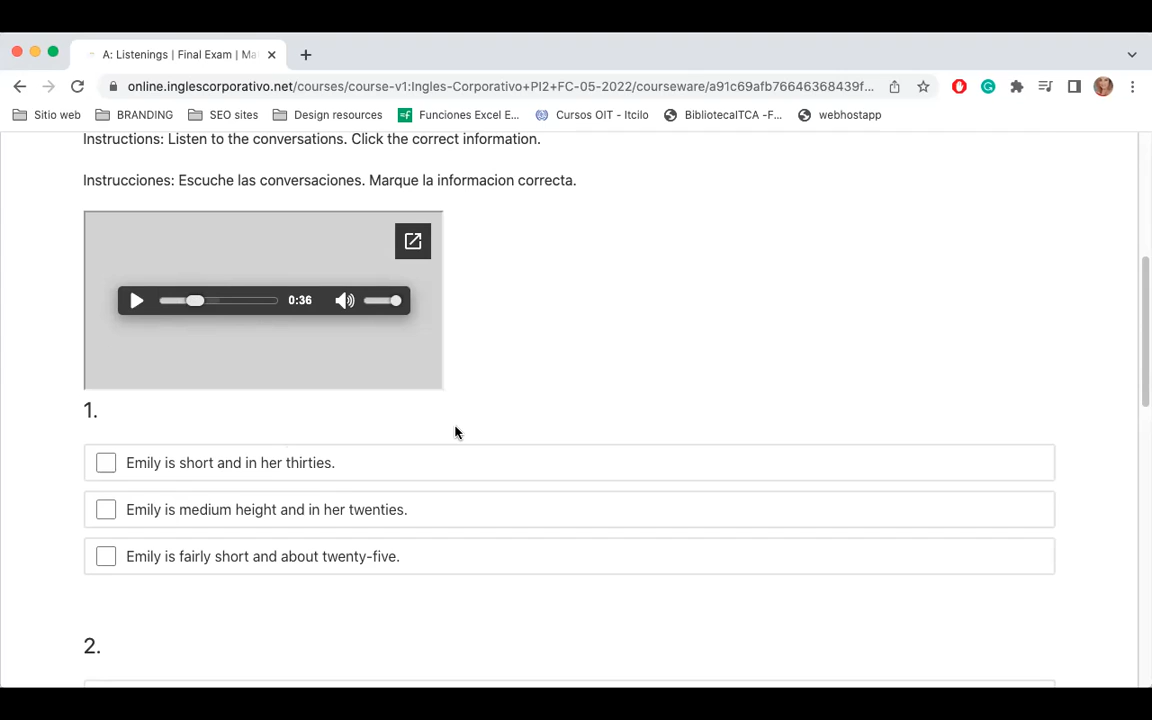 A: Listenings | Final Exam | Ma
online.inglescorporativo.net/courses/course-v1:Ingles-Corporativo+PI2+FC-05-2022/courseware/a91c69afb76646368439f...
Sitio web BRANDING SEO sites Design resources Funciones Excel E... Cursos OIT - Itcilo BibliotecaITCA -F... webhostapp
Instructions: Listen to the conversations. Click the correct information.
Instrucciones: Escuche las conversaciones. Marque la informacion correcta.
0:36
1.
Emily is short and in her thirties.
Emily is medium height and in her twenties.
Emily is fairly short and about twenty-five.
2.